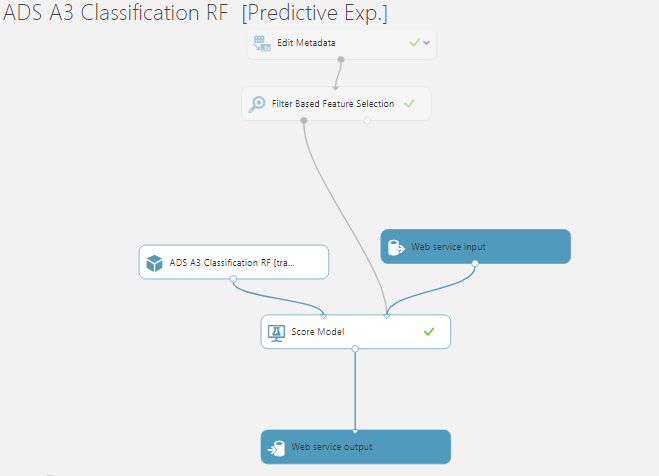 ADS A3 Classification RF [Predictive Exp.]
Edit Metadata
Filter Based Feature Selection
Web service input
ADS A3 Classification RF [tra...
Score Model
Web service output